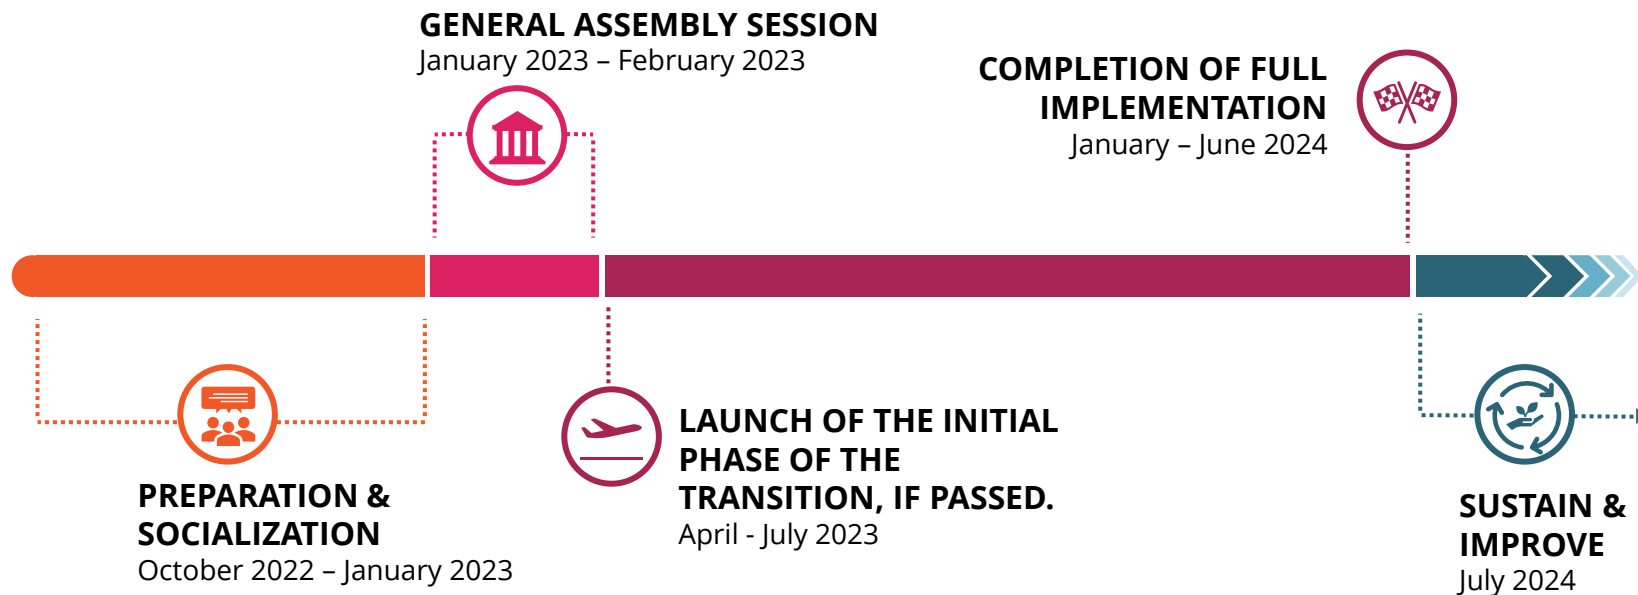 GENERAL ASSEMBLY SESSION
January 2023 – February 2023
COMPLETION OF FULL
IMPLEMENTATION
January – June 2024
PREPARATION &
SOCIALIZATION
October 2022 – January 2023
LAUNCH OF THE INITIAL
PHASE OF THE
TRANSITION, IF PASSED.
April - July 2023
SUSTAIN &
IMPROVE
July 2024